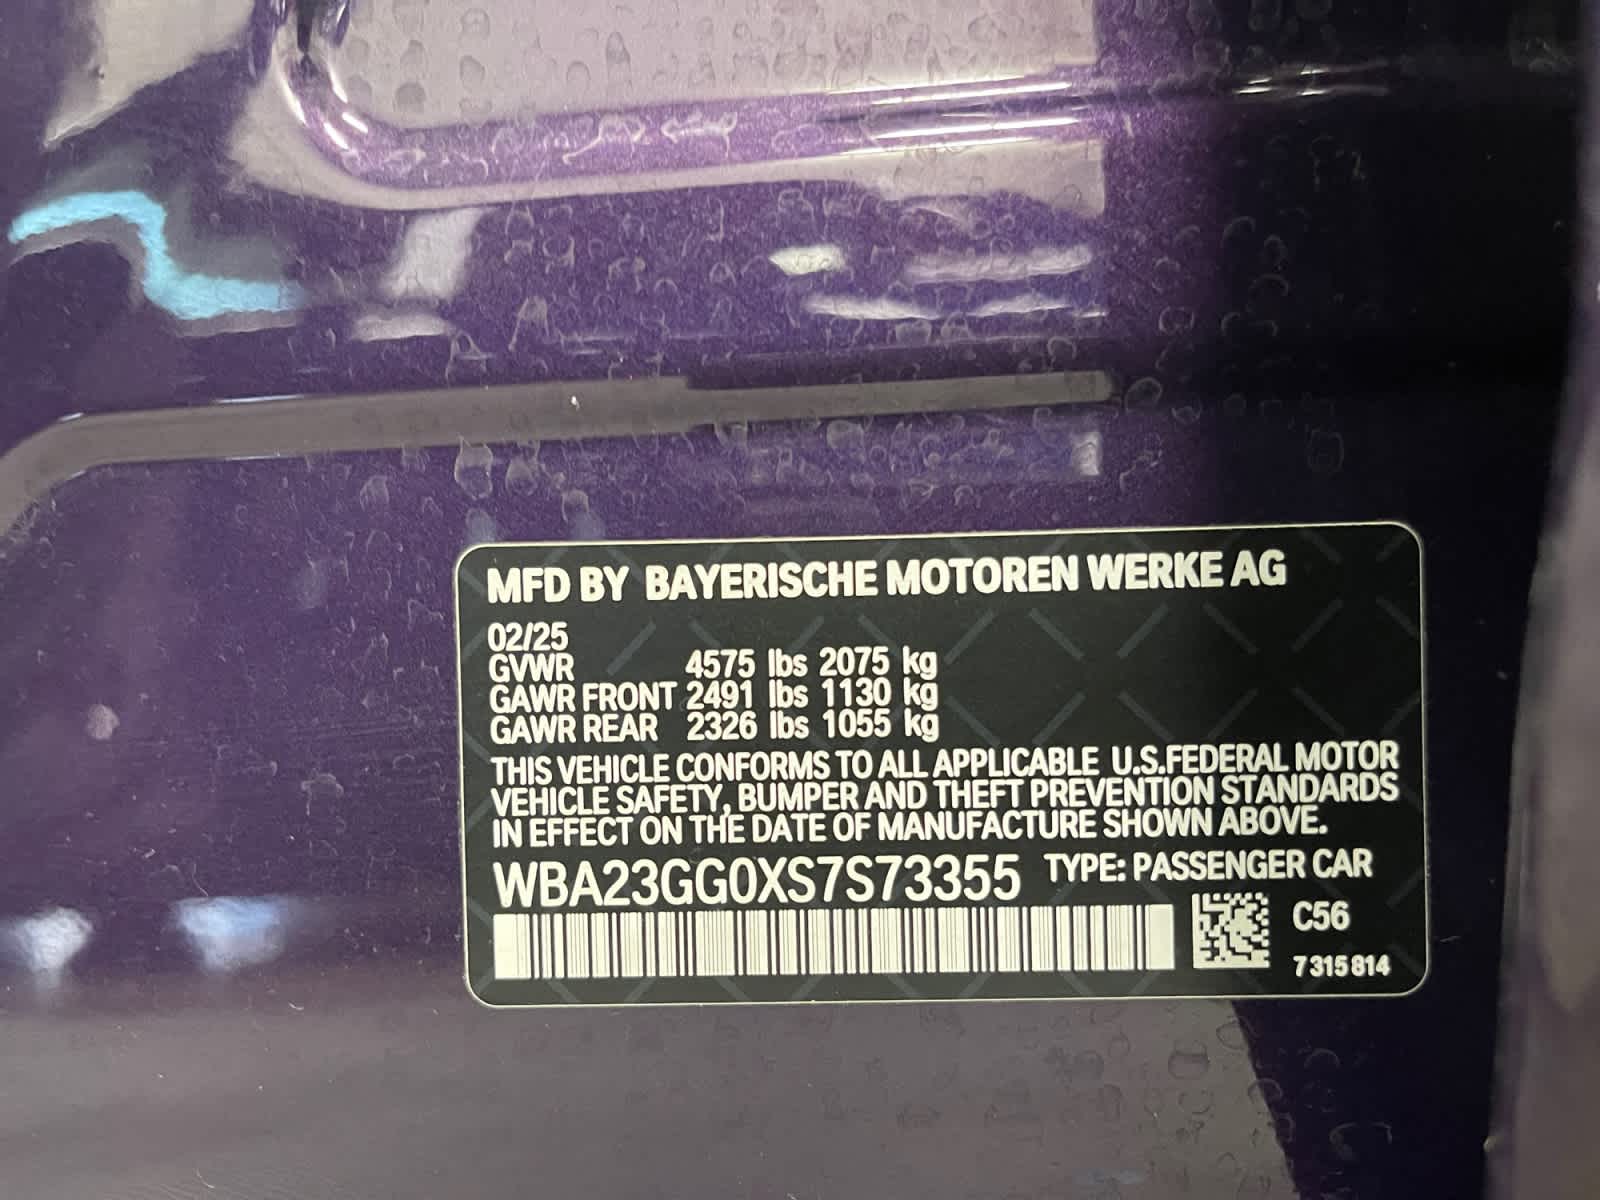 MFD BY BAYERISCHE MOTOREN WERKE AG
02/25
GVWR 4575 lbs 2075 kg
GAWR FRONT 2491 lbs 1130 kg
GAWR REAR 2326 lbs 1055 kg
THIS VEHICLE CONFORMS TO ALL APPLICABLE U.S.FEDERAL MOTOR
VEHICLE SAFETY, BUMPER AND THEFT PREVENTION STANDARDS
IN EFFECT ON THE DATE OF MANUFACTURE SHOWN ABOVE.
WBA23GG0XS7S73355 TYPE: PASSENGER CAR
C56
7 315 814